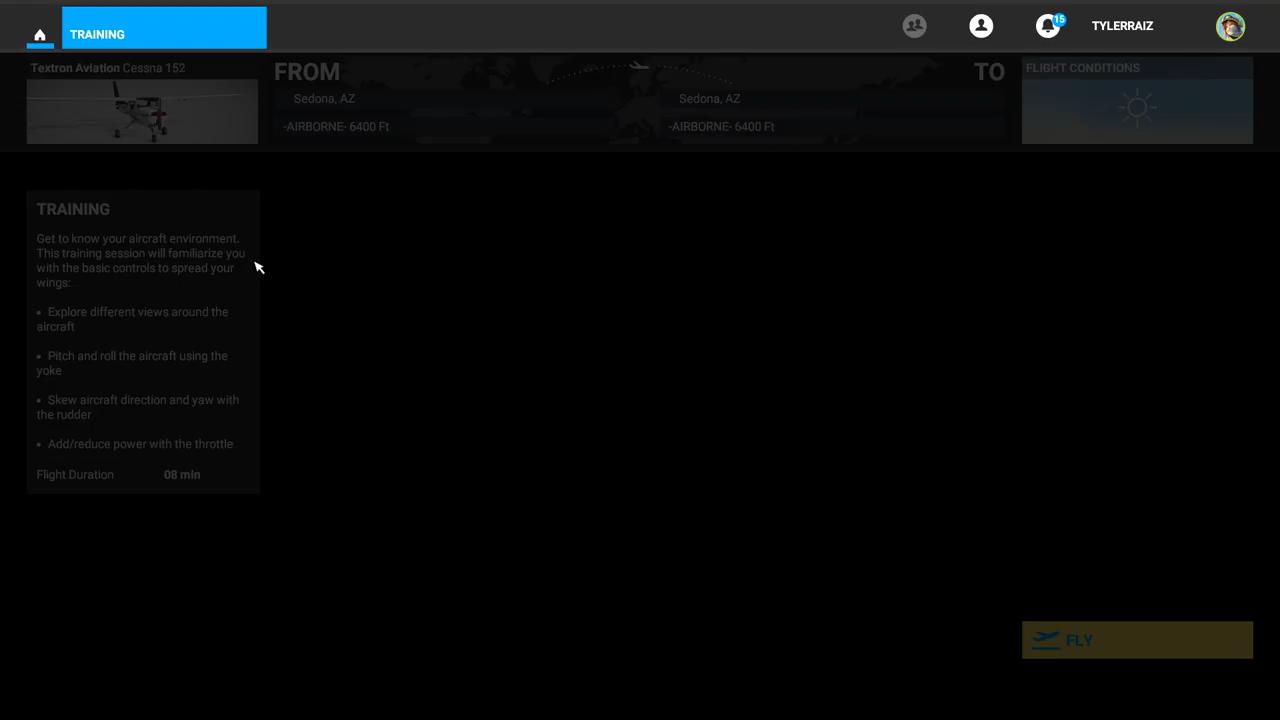 TRAINING
15
TYLERRAIZ
Textron Aviation Cessna 152
FROM
TO
FLIGHT CONDITIONS
Sedona, AZ
Sedona, AZ
-AIRBORNE- 6400 Ft
-AIRBORNE- 6400 Ft
TRAINING
Get to know your aircraft environment.
This training session will familiarize you
with the basic controls to spread your
wings:
• Explore different views around the
aircraft
• Pitch and roll the aircraft using the
yoke
• Skew aircraft direction and yaw with
the rudder
• Add/reduce power with the throttle
Flight Duration 08 min
FLY